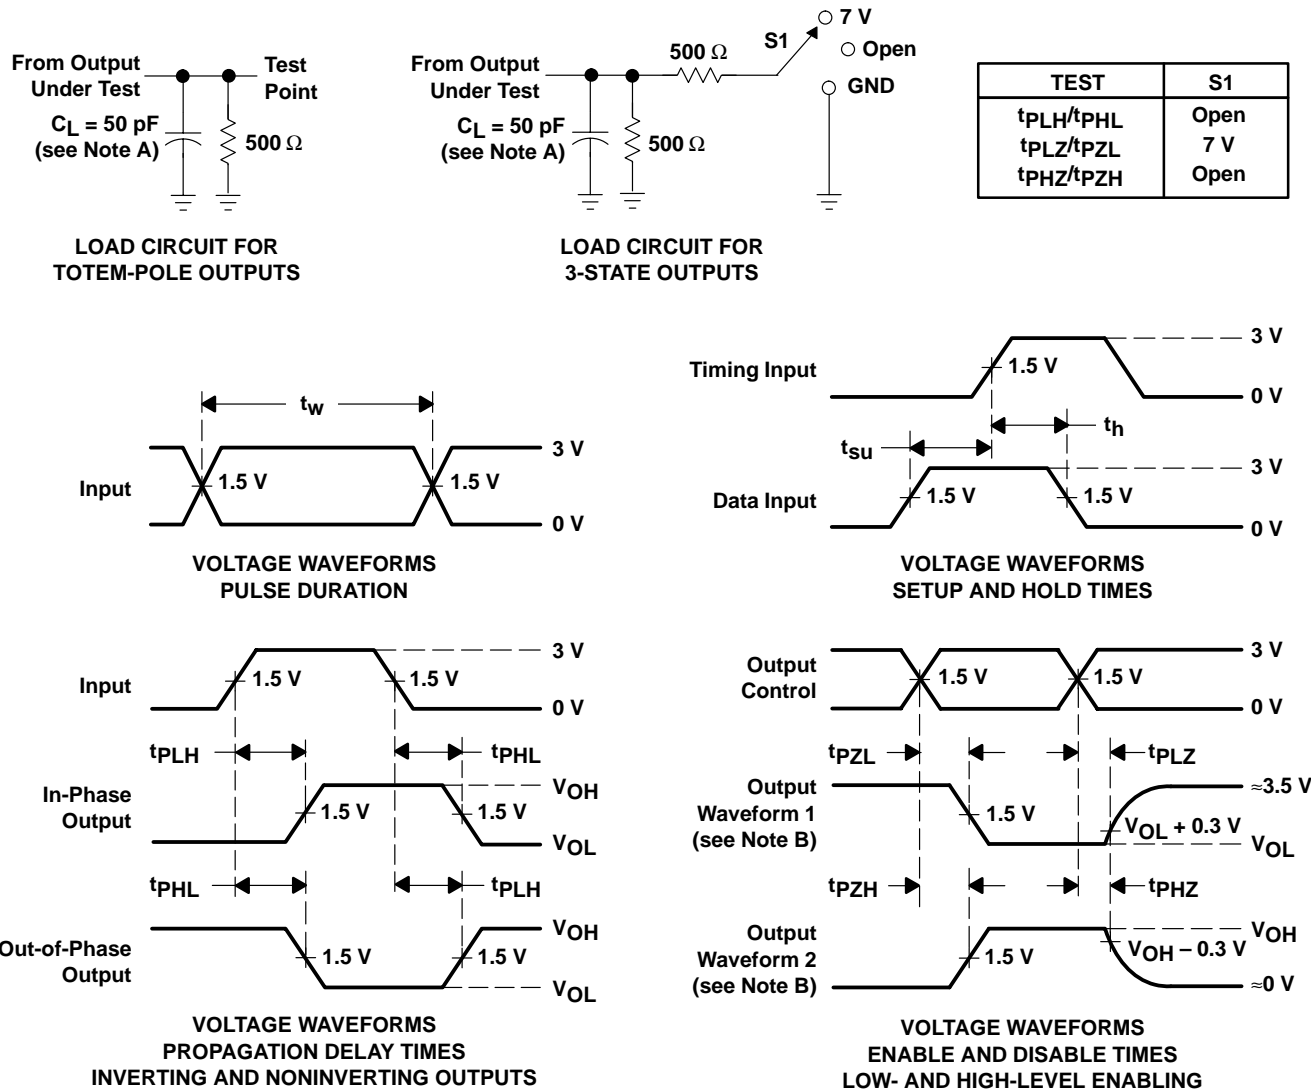 From Output
Under Test
Test
Point
CL = 50 pF
(see Note A)
500 Ω
LOAD CIRCUIT FOR
TOTEM-POLE OUTPUTS
From Output
Under Test
500 Ω
S1
7 V
Open
GND
CL = 50 pF
(see Note A)
500 Ω
LOAD CIRCUIT FOR
3-STATE OUTPUTS
TEST S1
tPLH/tPHL Open
tPLZ/tPZL 7 V
tPHZ/tPZH Open
tw
Input
1.5 V
1.5 V
3 V
0 V
VOLTAGE WAVEFORMS
PULSE DURATION
Timing Input
1.5 V
3 V
0 V
tsu
th
Data Input
1.5 V
1.5 V
3 V
0 V
VOLTAGE WAVEFORMS
SETUP AND HOLD TIMES
Input
1.5 V
1.5 V
3 V
0 V
tPLH
tPHL
In-Phase
Output
1.5 V
1.5 V
VOH
VOL
tPHL
tPLH
Out-of-Phase
Output
1.5 V
1.5 V
VOH
VOL
VOLTAGE WAVEFORMS
PROPAGATION DELAY TIMES
INVERTING AND NONINVERTING OUTPUTS
Output
Control
1.5 V
1.5 V
3 V
0 V
tPZL
tPLZ
Output
Waveform 1
(see Note B)
1.5 V
VOL + 0.3 V
≈3.5 V
VOL
tPZH
tPHZ
Output
Waveform 2
(see Note B)
1.5 V
VOH − 0.3 V
VOH
≈0 V
VOLTAGE WAVEFORMS
ENABLE AND DISABLE TIMES
LOW- AND HIGH-LEVEL ENABLING